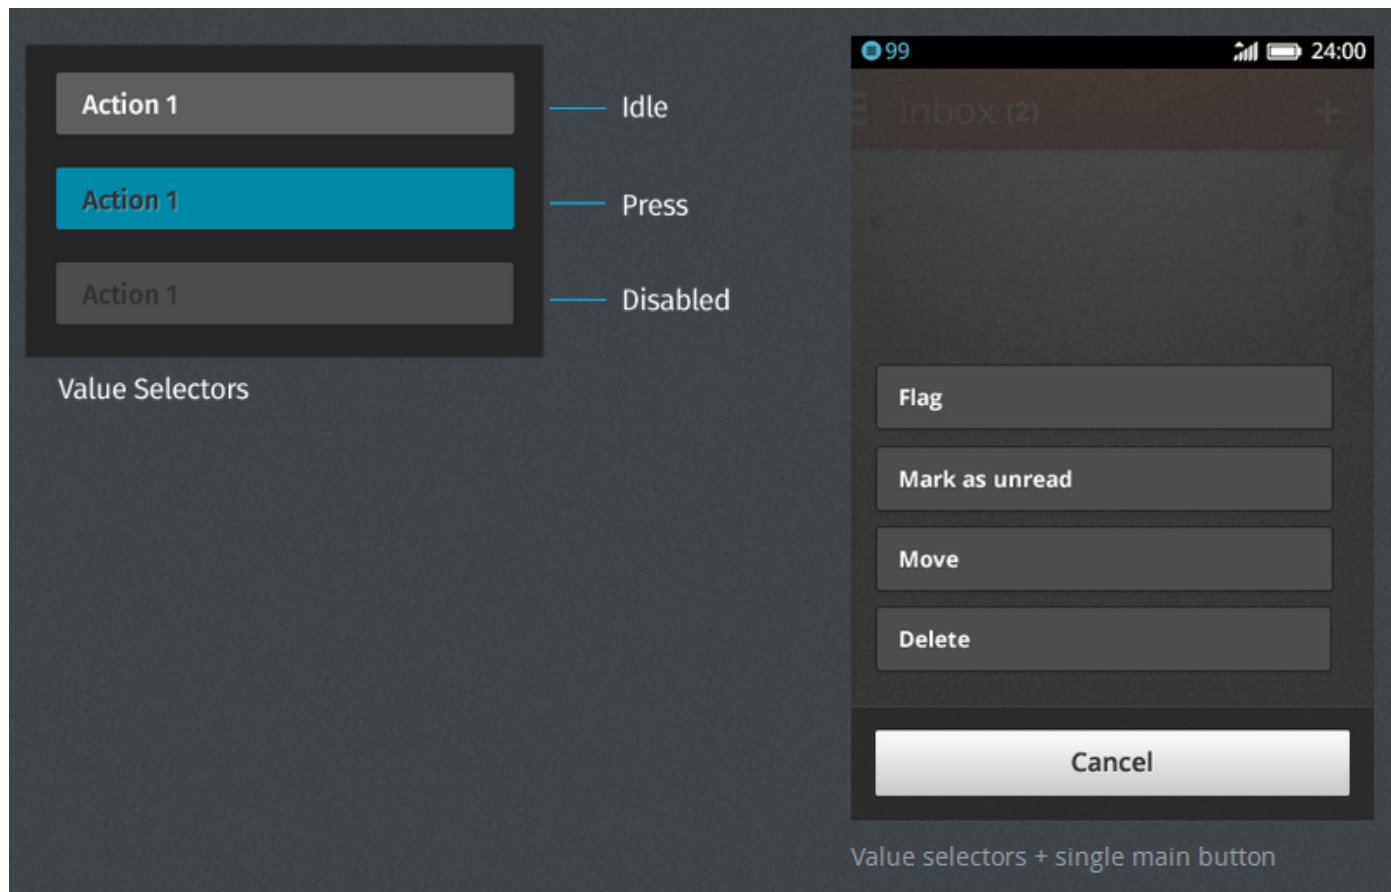 Action 1
Idle
Action 1
Press
Action 1
Disabled
Value Selectors
99
24:00
Inbox (2)
Flag
Mark as unread
Move
Delete
Cancel
Value selectors + single main button